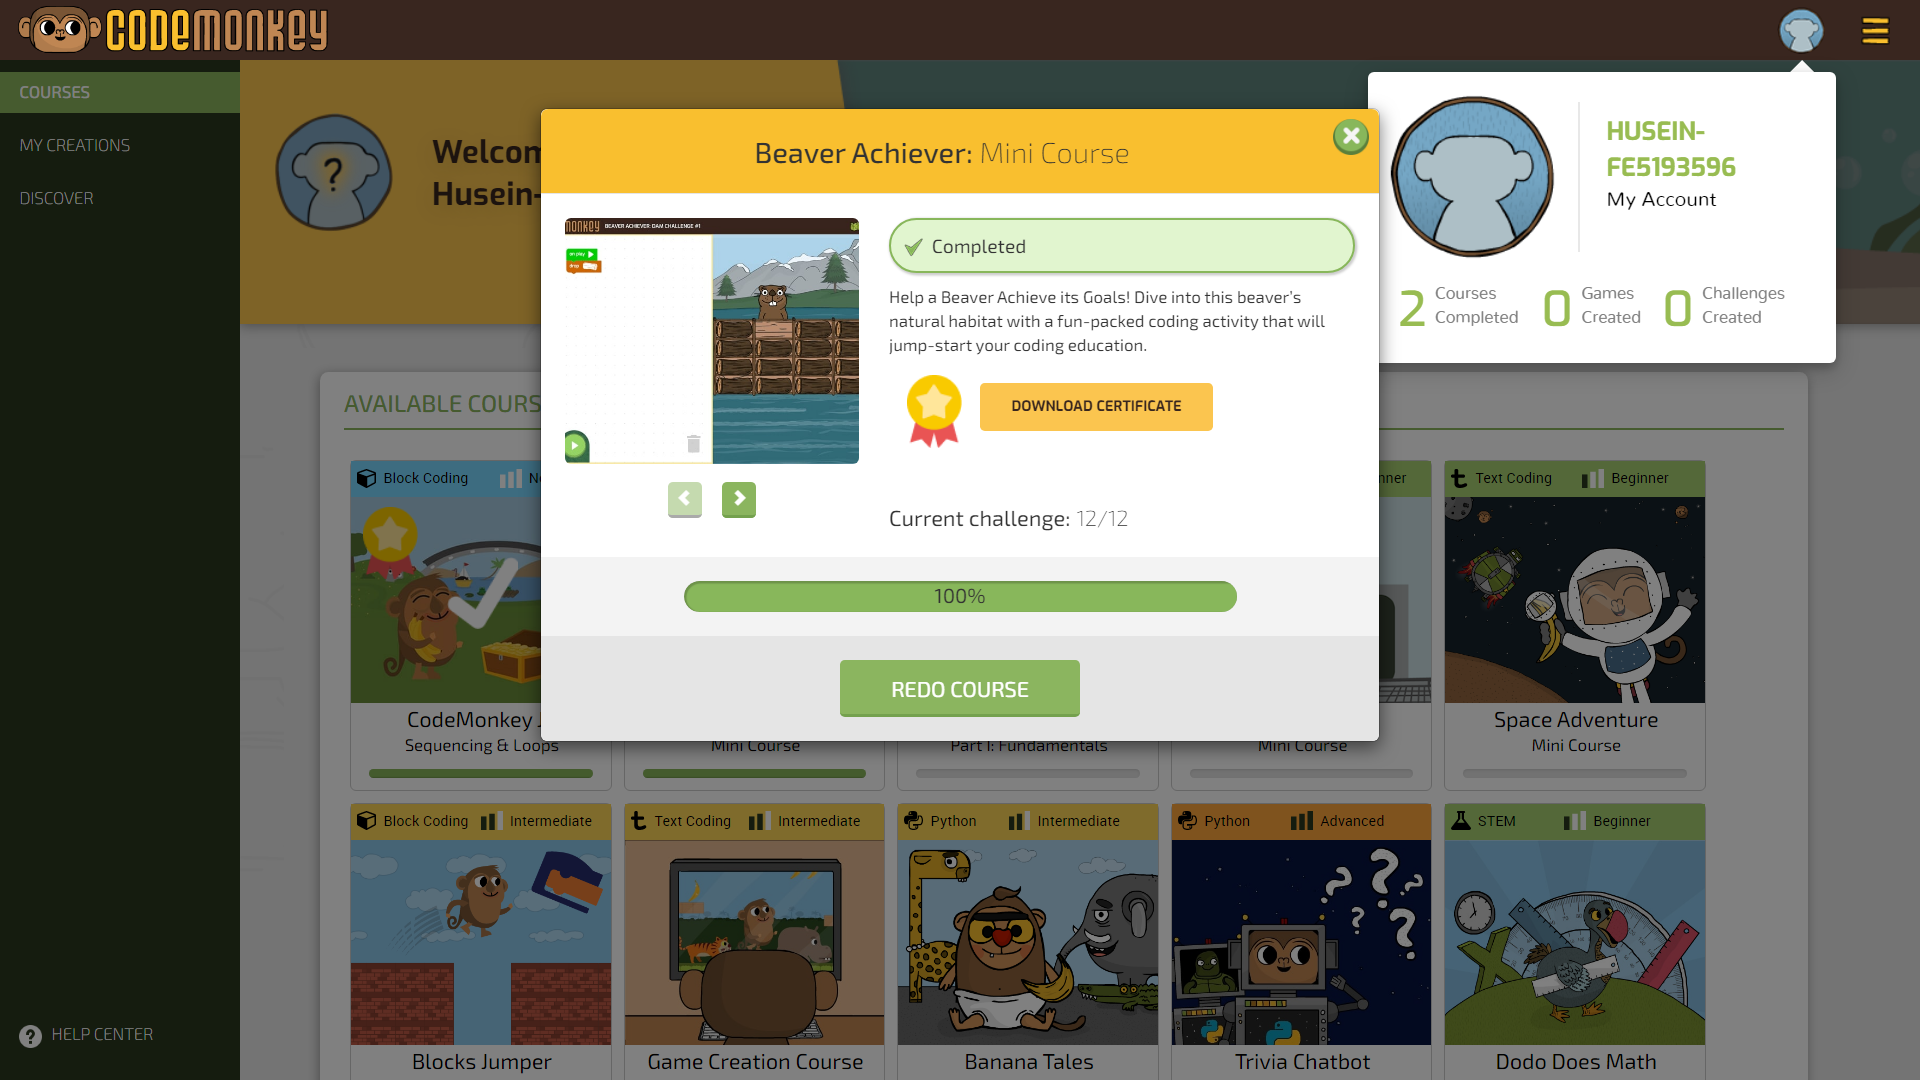 CODEMONKEY
COURSES
MY CREATIONS
DISCOVER
HELP CENTER
Welcom
Husein-
HUSEIN-
FE5193596
My Account
2 Courses Completed
0 Games Created
0 Challenges Created
Beaver Achiever: Mini Course
MONKEY BEAVER ACHIEVER: DAM CHALLENGE #1
on play
drop
Completed
Help a Beaver Achieve its Goals! Dive into this beaver's
natural habitat with a fun-packed coding activity that will
jump-start your coding education.
DOWNLOAD CERTIFICATE
Current challenge: 12/12
100%
REDO COURSE
AVAILABLE COURS
Block Coding N
nner
Text Coding Beginner
CodeMonkey J
Sequencing & Loops
Mini Course
Part I: Fundamentals
Mini Course
Space Adventure
Mini Course
Block Coding Intermediate
Text Coding Intermediate
Python Intermediate
Python Advanced
STEM Beginner
Blocks Jumper
Game Creation Course
Banana Tales
Trivia Chatbot
Dodo Does Math